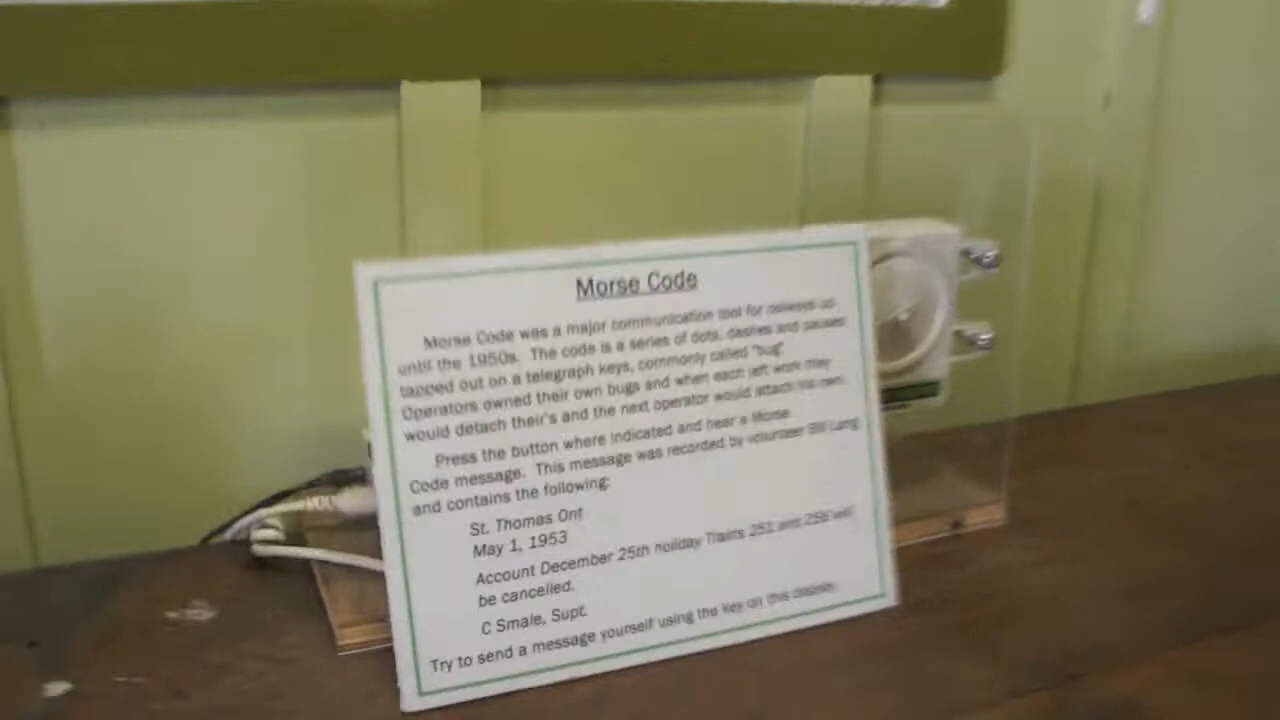 Morse Code
Morse Code was a major communication tool for railways up
until the 1950s. The code is a series of dots, dashes and pauses
tapped out on a telegraph keys, commonly called "bug"
Operators owned their own bugs and when each left work may
would detach their's and the next operator would attach his own.
Press the button where indicated and hear a Morse
Code message. This message was recorded by volunteer Bill Lang
and contains the following:
St. Thomas Ont
May 1, 1953
Account December 25th holiday Trains 251 and 256 will
be cancelled.
C Smale, Supt.
Try to send a message yourself using the key on this display.